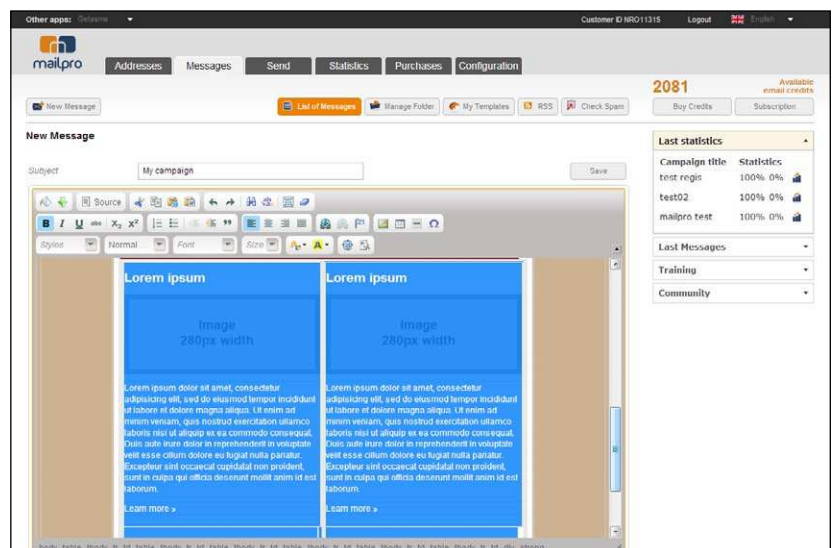 Other apps: Getasms
Customer ID NRO11315 Logout English
mailpro
Addresses Messages Send Statistics Purchases Configuration
2081 Available email credits
New Message List of Messages Manage Folder My Templates RSS Check Spam Buy Credits Subscription
New Message
Last statistics
Subject My campaign Save
Campaign title Statistics
test regis 100% 0%
test02 100% 0%
mailpro test 100% 0%
Source
B I U abc X₂ X²
Styles Normal Font Size
Last Messages
Training
Community
Lorem ipsum
Image
280px width
Lorem ipsum dolor sit amet, consectetur
adipisicing elit, sed do eiusmod tempor incididunt
ut labore et dolore magna aliqua. Ut enim ad
minim veniam, quis nostrud exercitation ullamco
laboris nisi ut aliquip ex ea commodo consequat.
Duis aute irure dolor in reprehenderit in voluptate
velit esse cillum dolore eu fugiat nulla pariatur.
Excepteur sint occaecat cupidatat non proident,
sunt in culpa qui officia deserunt mollit anim id est
laborum.
Learn more »
Lorem ipsum
Image
280px width
Lorem ipsum dolor sit amet, consectetur
adipisicing elit, sed do eiusmod tempor incididunt
ut labore et dolore magna aliqua. Ut enim ad
minim veniam, quis nostrud exercitation ullamco
laboris nisi ut aliquip ex ea commodo consequat.
Duis aute irure dolor in reprehenderit in voluptate
velit esse cillum dolore eu fugiat nulla pariatur.
Excepteur sint occaecat cupidatat non proident,
sunt in culpa qui officia deserunt mollit anim id est
laborum.
Learn more »